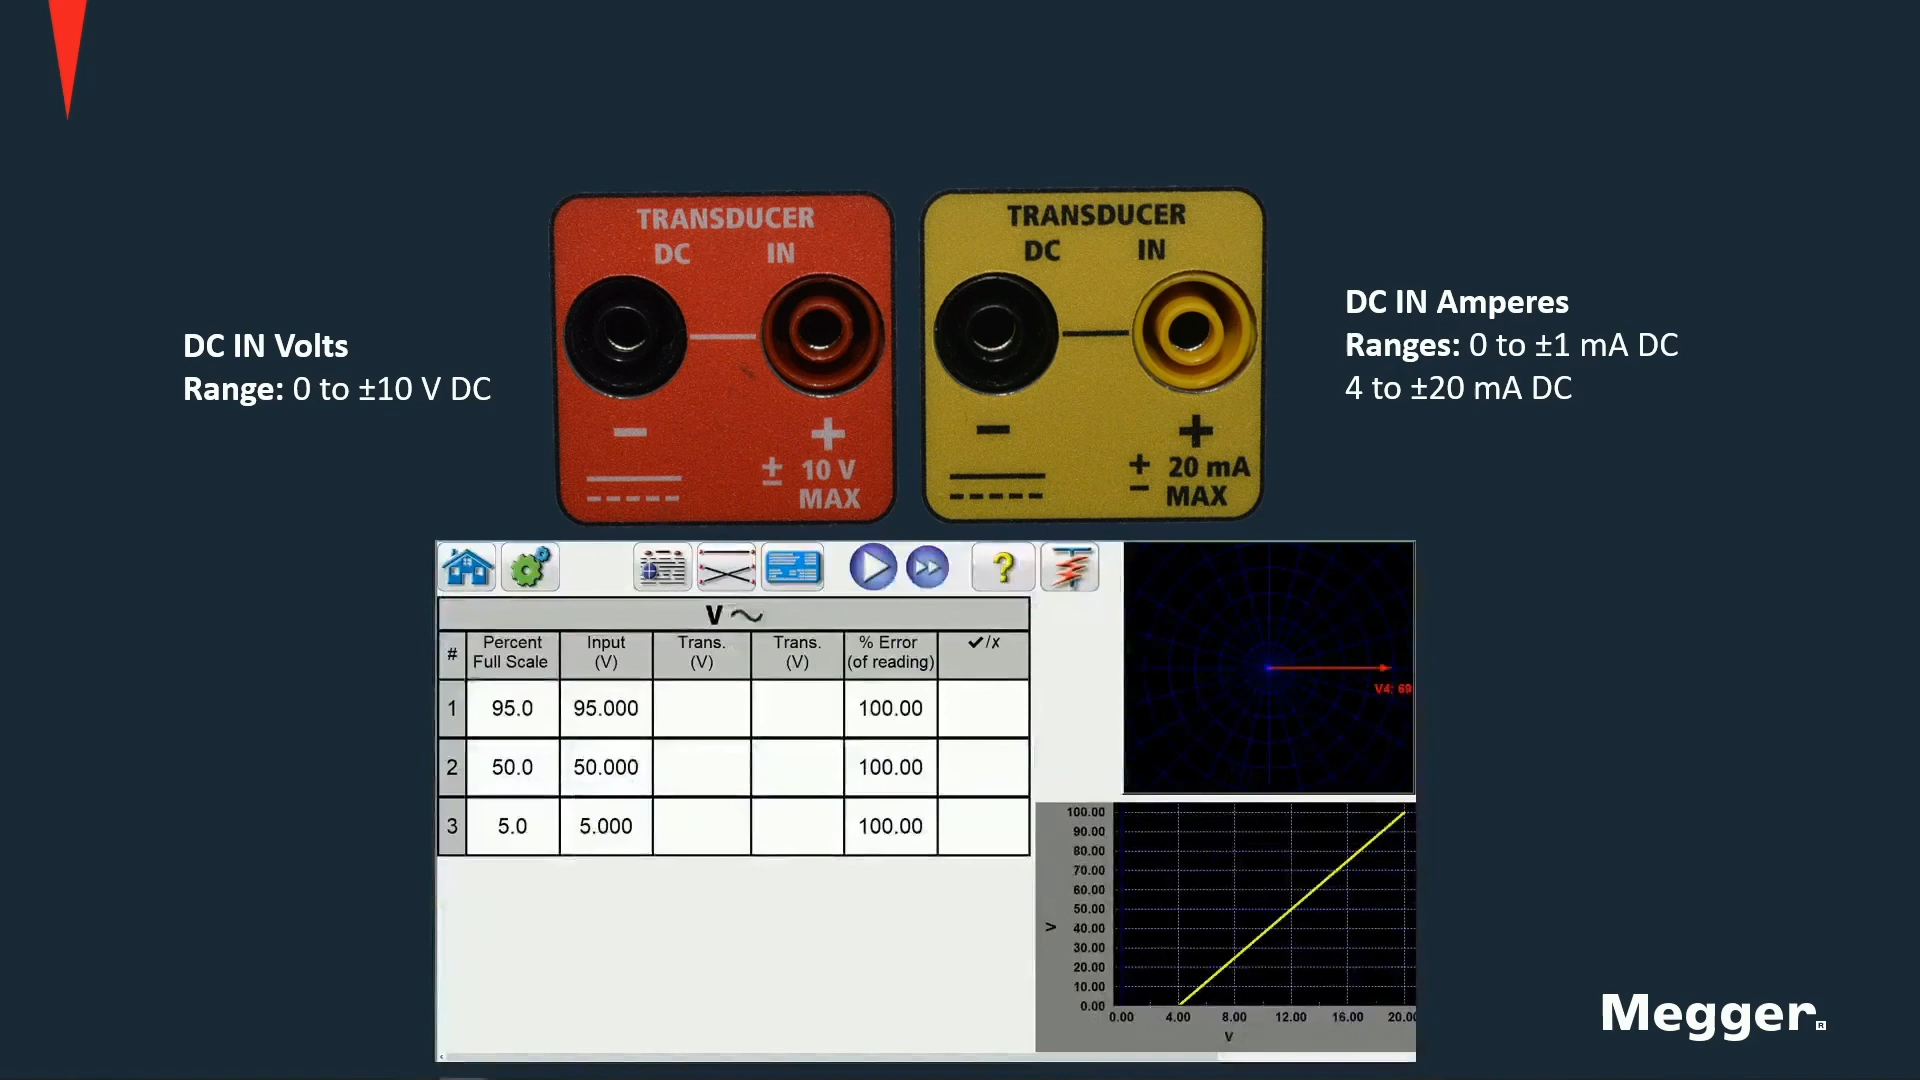 DC IN Volts
Range: 0 to ±10 V DC
TRANSDUCER
DC IN
- +
± 10 V
MAX
TRANSDUCER
DC IN
- +
± 20 mA
MAX
DC IN Amperes
Ranges: 0 to ±1 mA DC
4 to ±20 mA DC
?
V ~
# Percent Full Scale Input (V) Trans. (V) Trans. (V) % Error (of reading) ✓/x
1 95.0 95.000 100.00
2 50.0 50.000 100.00
3 5.0 5.000 100.00
V4: 69
100.00
90.00
80.00
70.00
60.00
50.00
40.00
30.00
20.00
10.00
0.00
V
0.00 4.00 8.00 12.00 16.00 20.00
V
Megger®